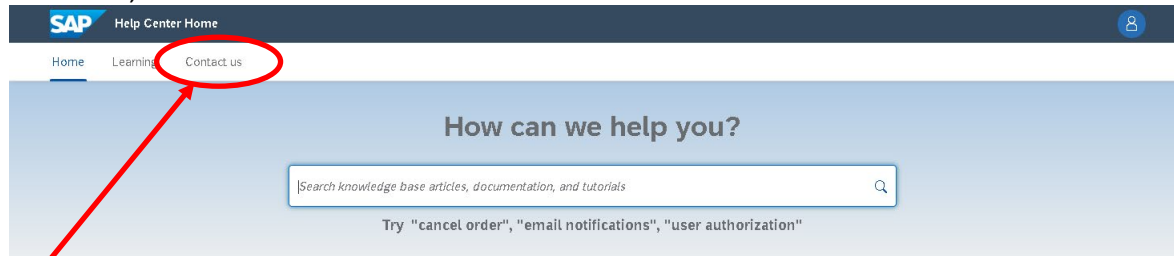 SAP Help Center Home
Home Learning Contact us
How can we help you?
Search knowledge base articles, documentation, and tutorials
Try "cancel order", "email notifications", "user authorization"